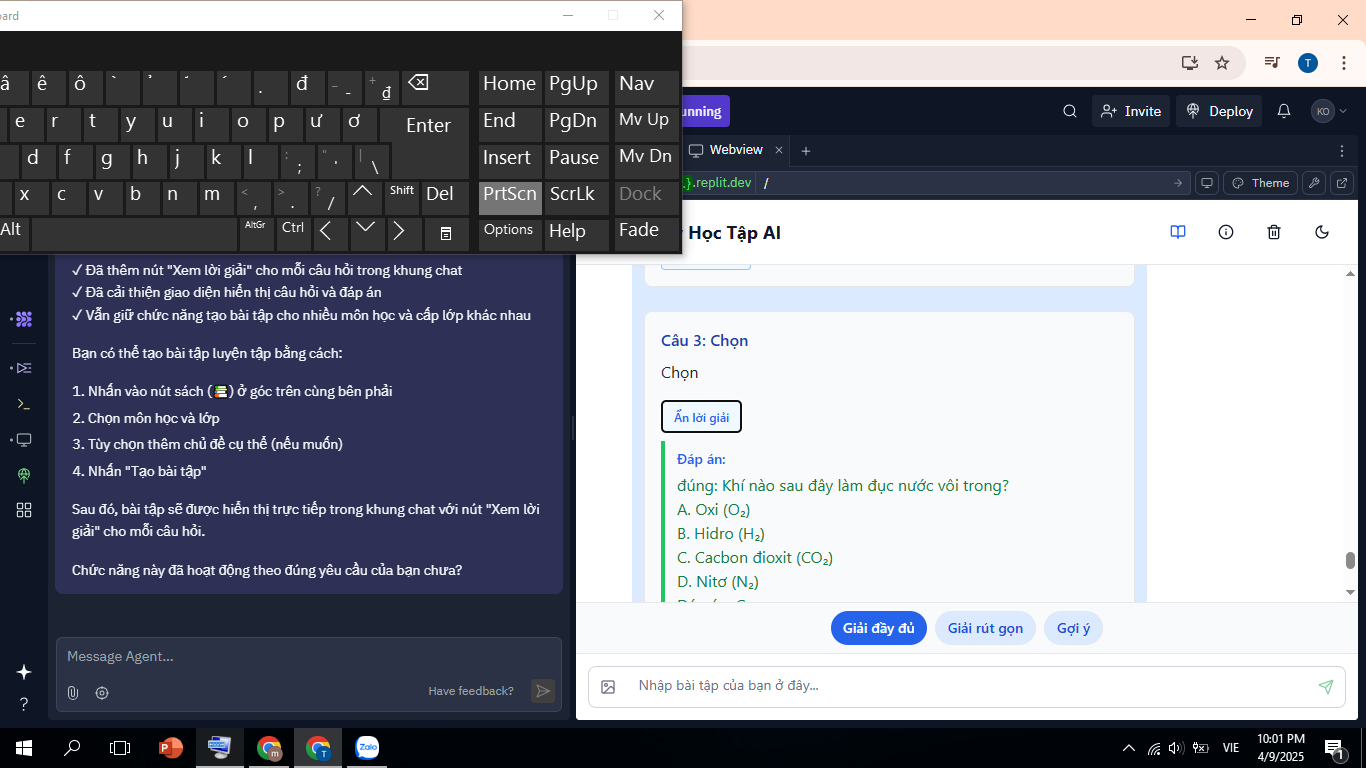 ard
â ê ô ` ̉ ̃ ́ . đ _ - + ₫
Home PgUp Nav
e r t y u i o p ư ơ Enter
End PgDn Mv Up
d f g h j k l : ; " ' | \
Insert Pause Mv Dn
x c v b n m < , > . ? / Shift Del
PrtScn ScrLk Dock
Alt AltGr Ctrl
Options Help Fade
T
unning
Invite
Deploy
KO
Webview
.}.replit.dev /
Theme
Học Tập AI
✓ Đã thêm nút "Xem lời giải" cho mỗi câu hỏi trong khung chat
✓ Đã cải thiện giao diện hiển thị câu hỏi và đáp án
✓ Vẫn giữ chức năng tạo bài tập cho nhiều môn học và cấp lớp khác nhau
Bạn có thể tạo bài tập luyện tập bằng cách:
1. Nhấn vào nút sách (📚) ở góc trên cùng bên phải
2. Chọn môn học và lớp
3. Tùy chọn thêm chủ đề cụ thể (nếu muốn)
4. Nhấn "Tạo bài tập"
Sau đó, bài tập sẽ được hiển thị trực tiếp trong khung chat với nút "Xem lời
giải" cho mỗi câu hỏi.
Chức năng này đã hoạt động theo đúng yêu cầu của bạn chưa?
Message Agent...
Have feedback?
Câu 3: Chọn
Chọn
Ẩn lời giải
Đáp án:
đúng: Khí nào sau đây làm đục nước vôi trong?
A. Oxi (O₂)
B. Hidro (H₂)
C. Cacbon đioxit (CO₂)
D. Nitơ (N₂)
Giải đầy đủ
Giải rút gọn
Gợi ý
Nhập bài tập của bạn ở đây...
Zalo
VIE
10:01 PM
4/9/2025
1